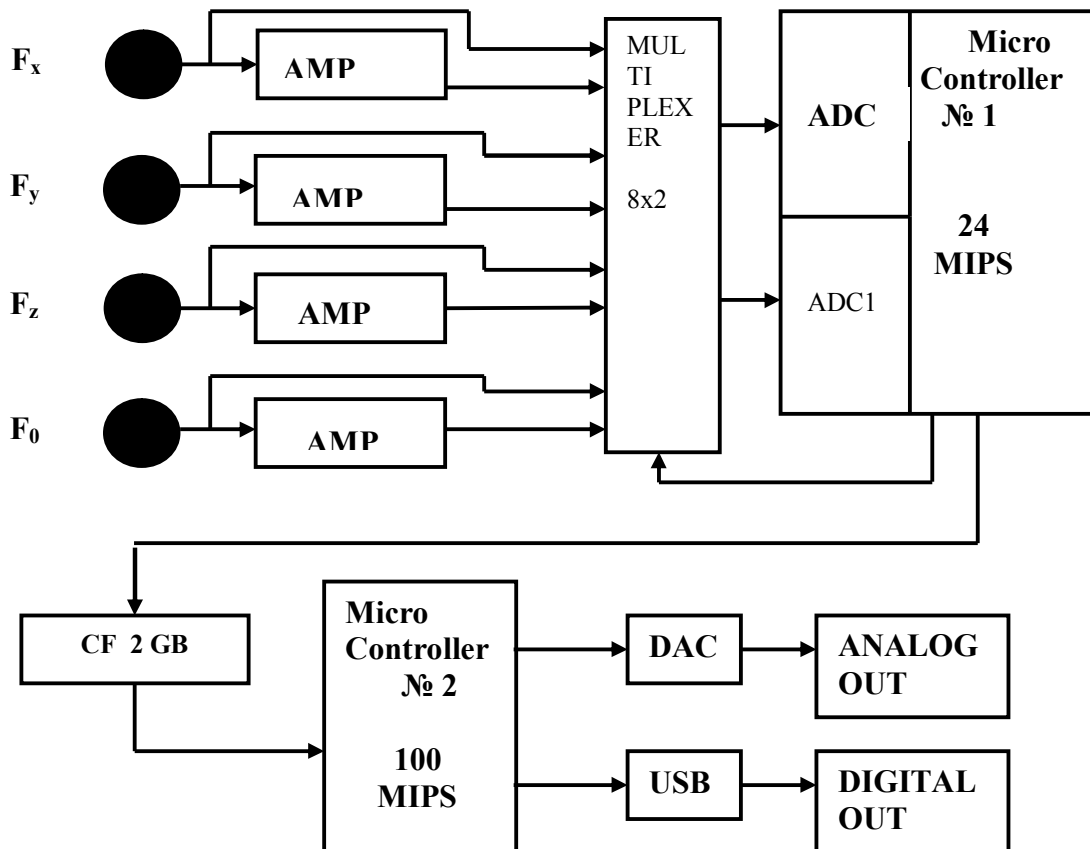 Fx
AMP
MUL
TI
PLEX
ER
8x2
ADC
Micro
Controller
№ 1
24
MIPS
Fy
AMP
Fz
AMP
ADC1
F0
AMP
CF 2 GB
Micro
Controller
№ 2
100
MIPS
DAC
ANALOG
OUT
USB
DIGITAL
OUT